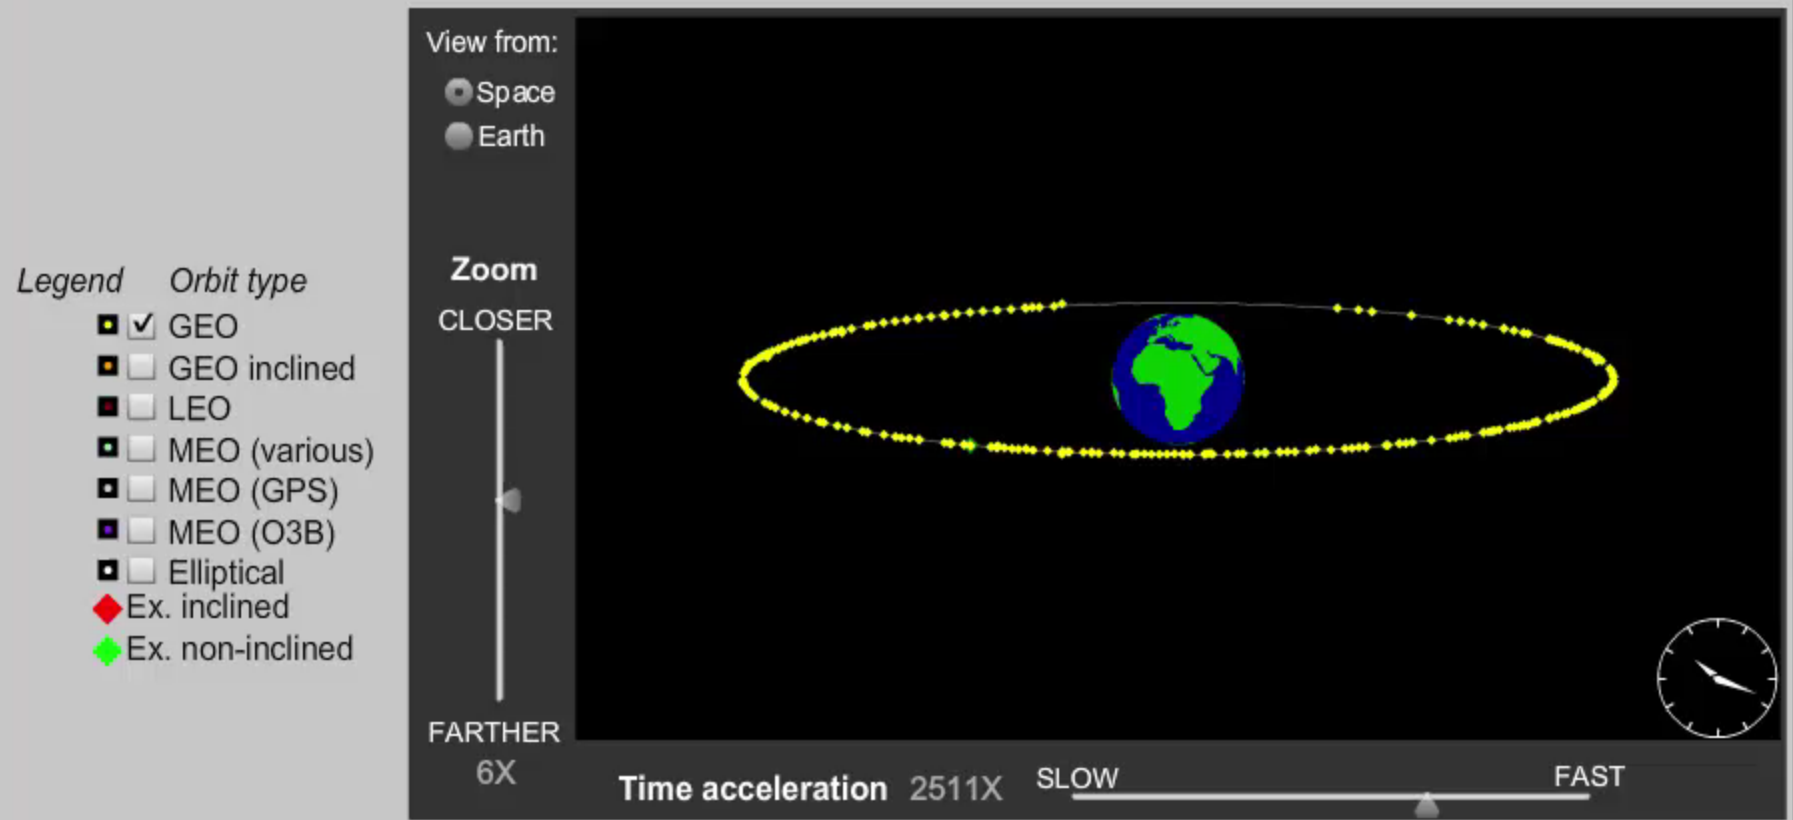 View from:
Space
Earth
Legend Orbit type
GEO
GEO inclined
LEO
MEO (various)
MEO (GPS)
MEO (O3B)
Elliptical
Ex. inclined
Ex. non-inclined
Zoom
CLOSER
FARTHER
6X
Time acceleration 2511X SLOW FAST